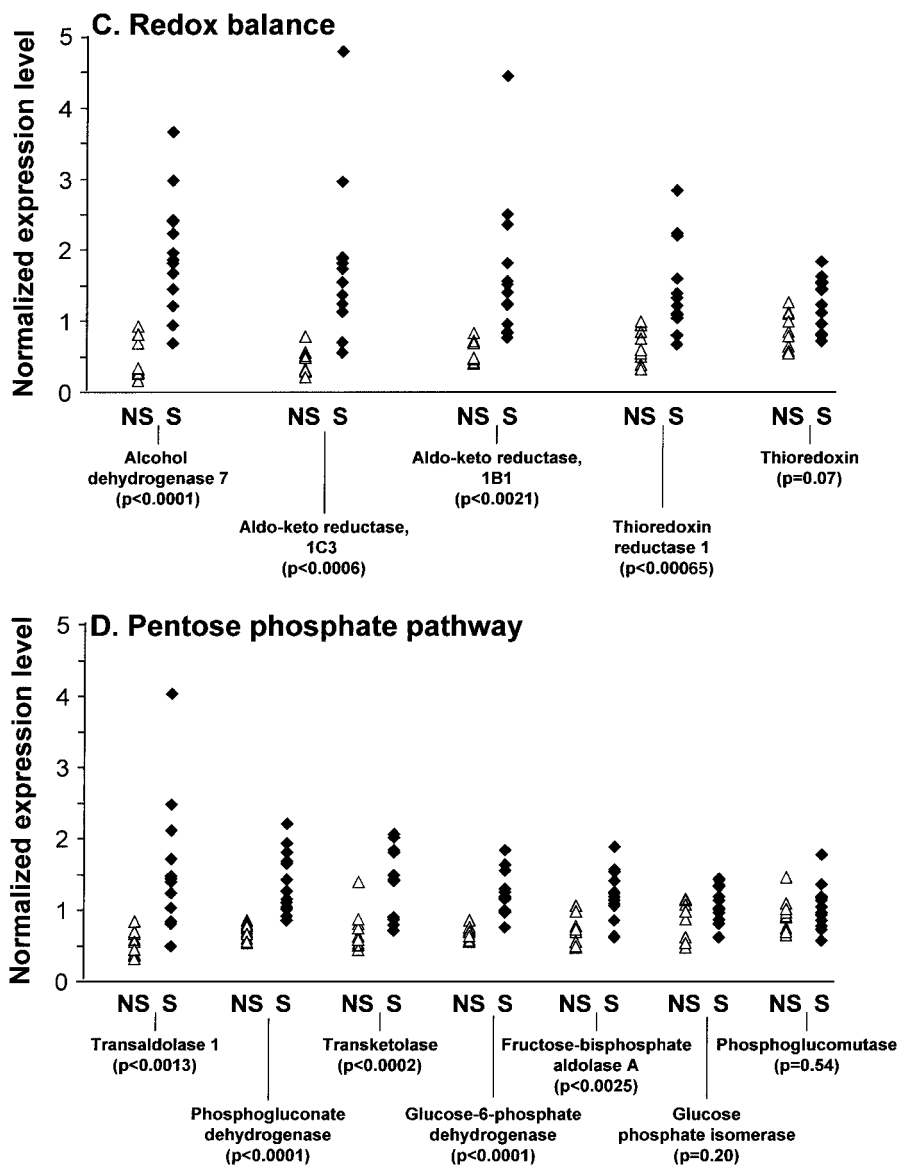 C. Redox balance
Normalized expression level
5
4
3
2
1
0
NS S NS S NS S NS S NS S
Alcohol
dehydrogenase 7
(p<0.0001)
Aldo-keto reductase,
1C3
(p<0.0006)
Aldo-keto reductase,
1B1
(p<0.0021)
Thioredoxin
reductase 1
(p<0.00065)
Thioredoxin
(p=0.07)
D. Pentose phosphate pathway
Normalized expression level
5
4
3
2
1
0
NS S NS S NS S NS S NS S NS S NS S
Transaldolase 1
(p<0.0013)
Phosphogluconate
dehydrogenase
(p<0.0001)
Transketolase
(p<0.0002)
Glucose-6-phosphate
dehydrogenase
(p<0.0001)
Fructose-bisphosphate
aldolase A
(p<0.0025)
Glucose
phosphate isomerase
(p=0.20)
Phosphoglucomutase
(p=0.54)